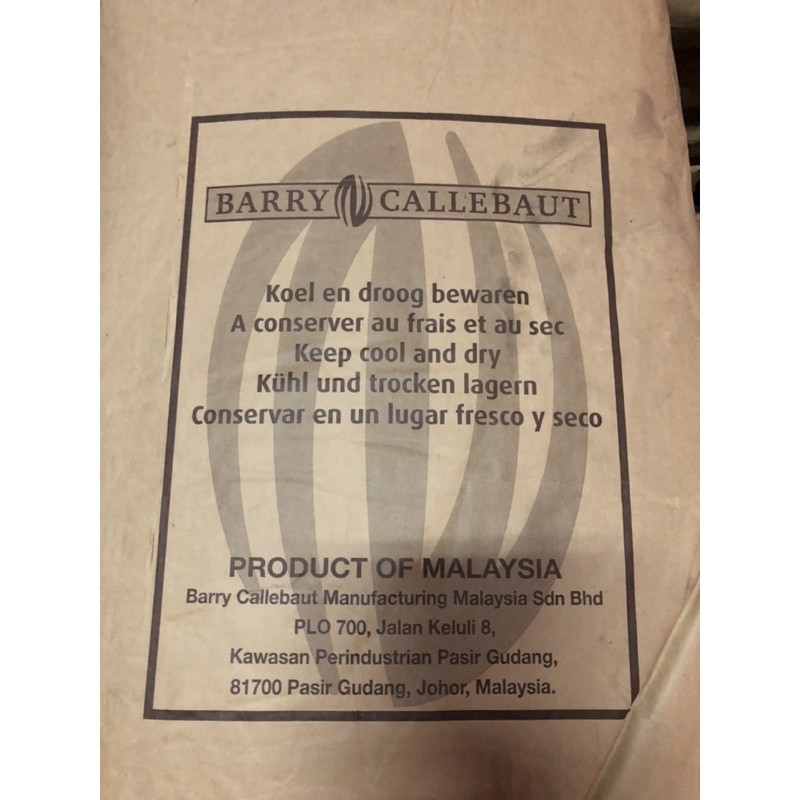 BARRY CALLEBAUT
Koel en droog bewaren
A conserver au frais et au sec
Keep cool and dry
Kühl und trocken lagern
Conservar en un lugar fresco y seco
PRODUCT OF MALAYSIA
Barry Callebaut Manufacturing Malaysia Sdn Bhd
PLO 700, Jalan Keluli 8,
Kawasan Perindustrian Pasir Gudang,
81700 Pasir Gudang, Johor, Malaysia.